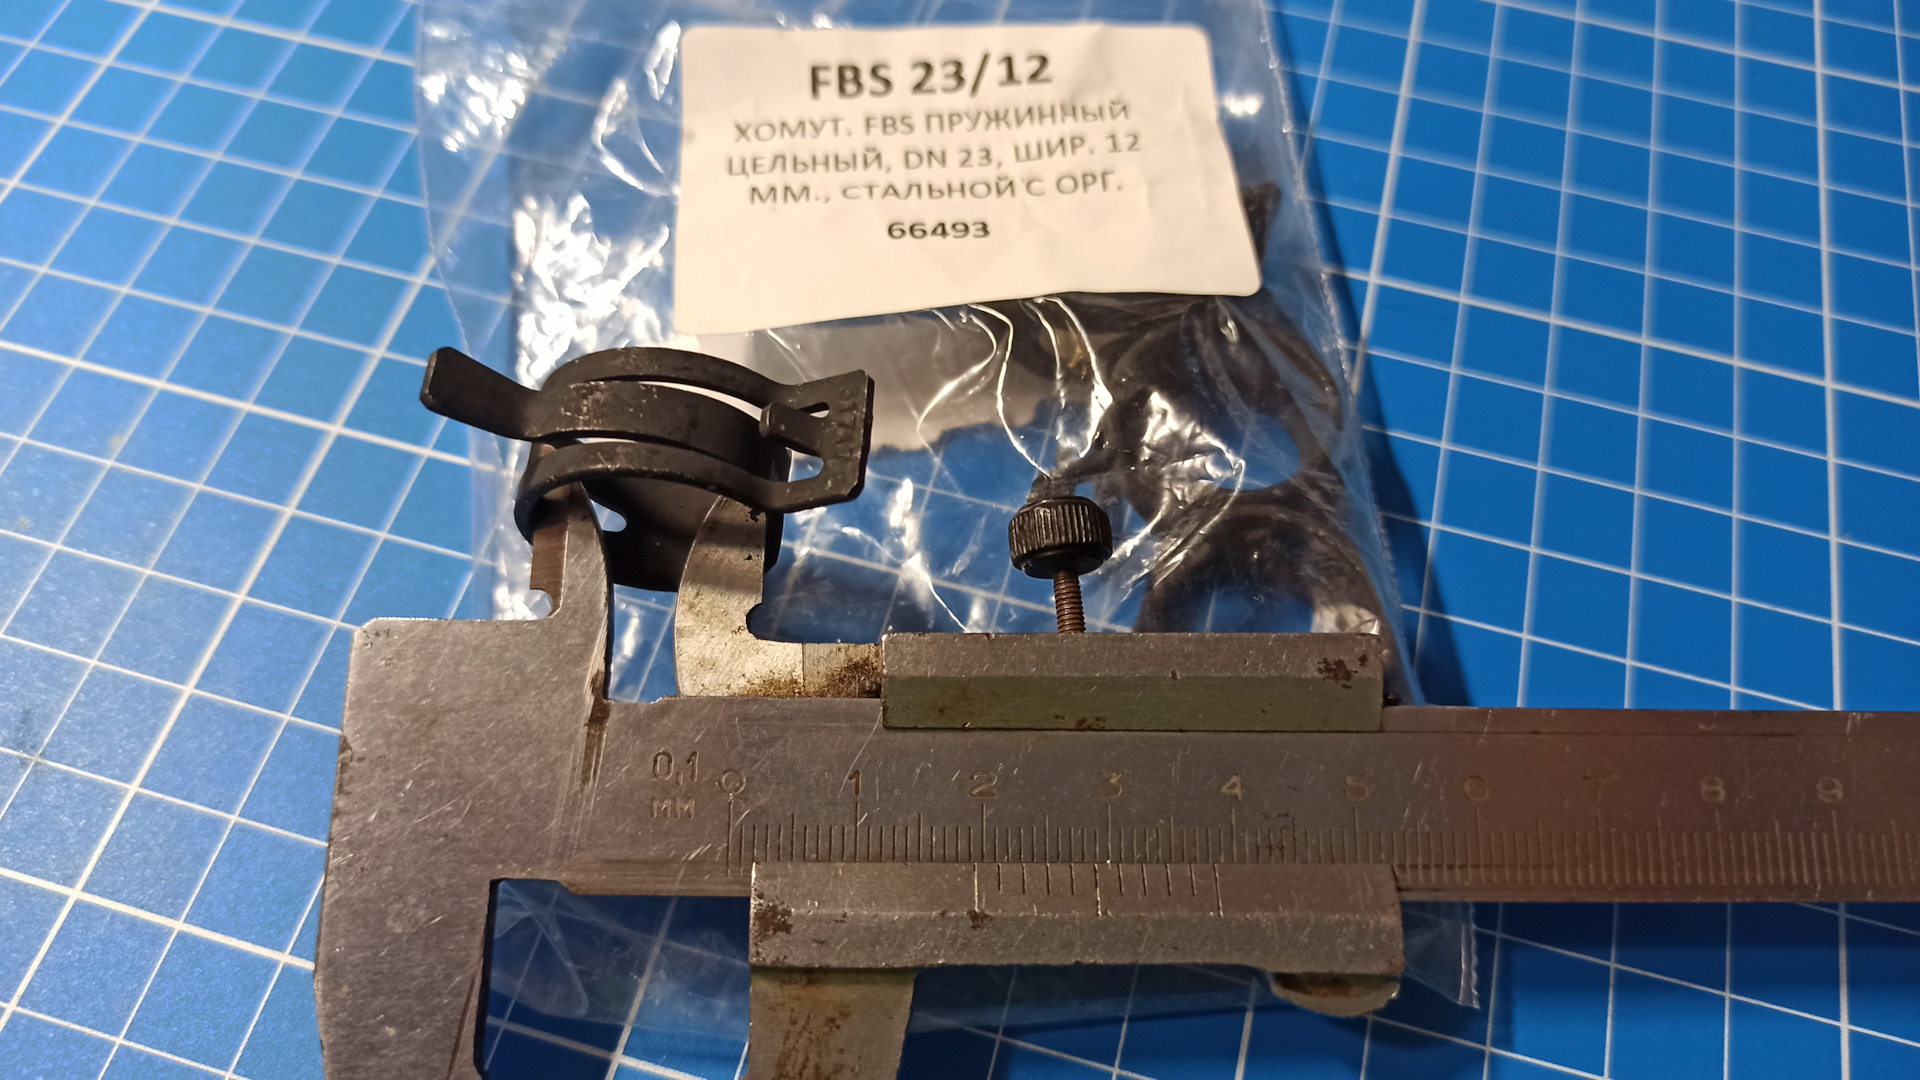 FBS 23/12
ХОМУТ. FBS ПРУЖИННЫЙ
ЦЕЛЬНЫЙ, DN 23, ШИР. 12
ММ., СТАЛЬНОЙ С ОРГ.
66493
0,1
мм
0 1 2 3 4 5 6 7 8 9